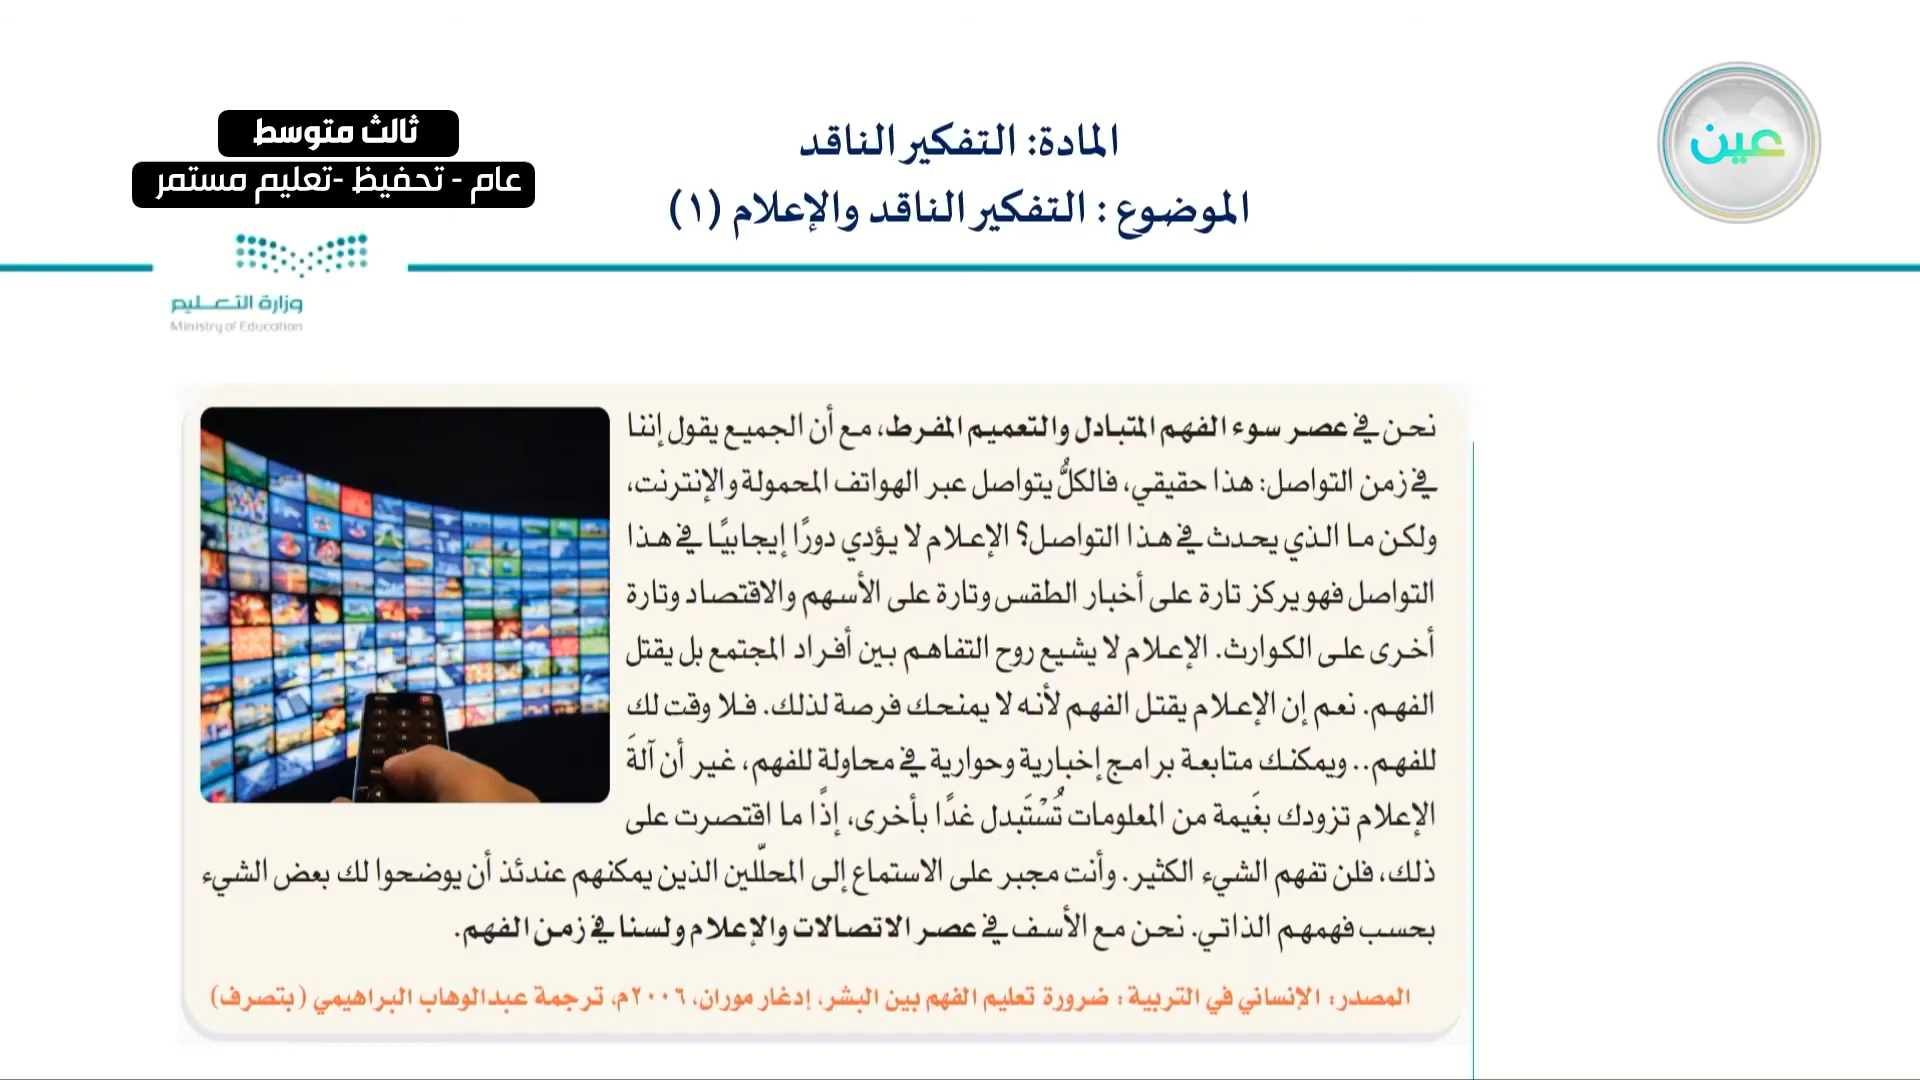 عين
المادة: التفكير الناقد
الموضوع : التفكير الناقد والإعلام (١)
ثالث متوسط
عام - تحفيظ -تعليم مستمر
وزارة التعليم
Ministry of Education
نحن في عصر سوء الفهم المتبادل والتعميم المفرط، مع أن الجميع يقول إننا
في زمن التواصل: هذا حقيقي، فالكلُّ يتواصل عبر الهواتف المحمولة والإنترنت،
ولكن ما الذي يحدث في هذا التواصل؟ الإعلام لا يؤدي دورًا إيجابيًا في هذا
التواصل فهو يركز تارة على أخبار الطقس وتارة على الأسهم والاقتصاد وتارة
أخرى على الكوارث. الإعلام لا يشيع روح التفاهم بين أفراد المجتمع بل يقتل
الفهم. نعم إن الإعلام يقتل الفهم لأنه لا يمنحك فرصة لذلك. فلا وقت لك
للفهم.. ويمكنك متابعة برامج إخبارية وحوارية في محاولة للفهم، غير أن آلةَ
الإعلام تزودك بغَيمة من المعلومات تُسْتَبدل غدًا بأخرى، إذًا ما اقتصرت على
ذلك، فلن تفهم الشيء الكثير. وأنت مجبر على الاستماع إلى المحلّلين الذين يمكنهم عندئذ أن يوضحوا لك بعض الشيء
بحسب فهمهم الذاتي. نحن مع الأسف في عصر الاتصالات والإعلام ولسنا في زمن الفهم.
المصدر: الإنساني في التربية : ضرورة تعليم الفهم بين البشر، إدغار موران، ٢٠٠٦م، ترجمة عبدالوهاب البراهيمي (بتصرف)